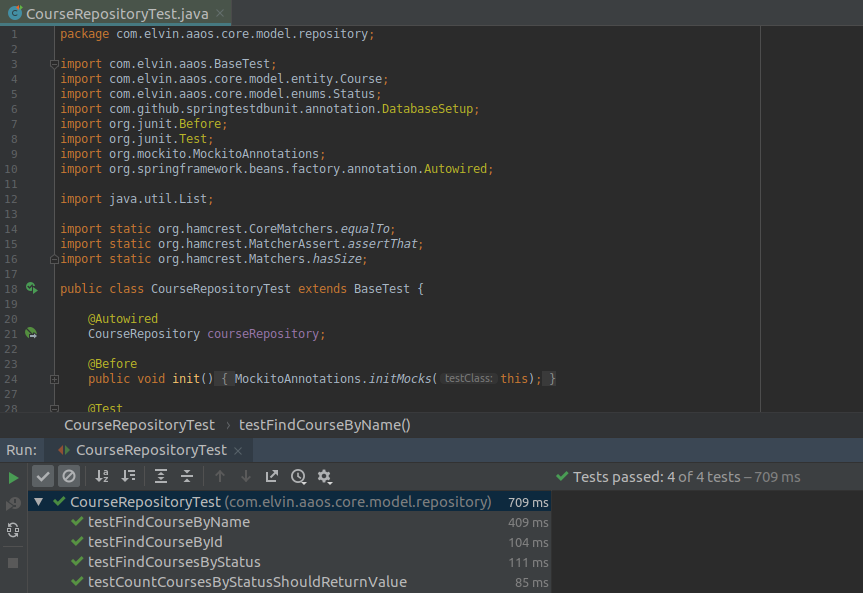 CourseRepositoryTest.java
1 package com.elvin.aaos.core.model.repository;
2
3 import com.elvin.aaos.BaseTest;
4 import com.elvin.aaos.core.model.entity.Course;
5 import com.elvin.aaos.core.model.enums.Status;
6 import com.github.springtestdbunit.annotation.DatabaseSetup;
7 import org.junit.Before;
8 import org.junit.Test;
9 import org.mockito.MockitoAnnotations;
10 import org.springframework.beans.factory.annotation.Autowired;
11
12 import java.util.List;
13
14 import static org.hamcrest.CoreMatchers.equalTo;
15 import static org.hamcrest.MatcherAssert.assertThat;
16 import static org.hamcrest.Matchers.hasSize;
17
18 public class CourseRepositoryTest extends BaseTest {
19
20 @Autowired
21 CourseRepository courseRepository;
22
23 @Before
24 public void init() { MockitoAnnotations.initMocks( testClass: this); }
27
28 @Test
CourseRepositoryTest › testFindCourseByName()
Run: CourseRepositoryTest
Tests passed: 4 of 4 tests – 709 ms
CourseRepositoryTest (com.elvin.aaos.core.model.repository) 709 ms
testFindCourseByName 409 ms
testFindCourseById 104 ms
testFindCoursesByStatus 111 ms
testCountCoursesByStatusShouldReturnValue 85 ms